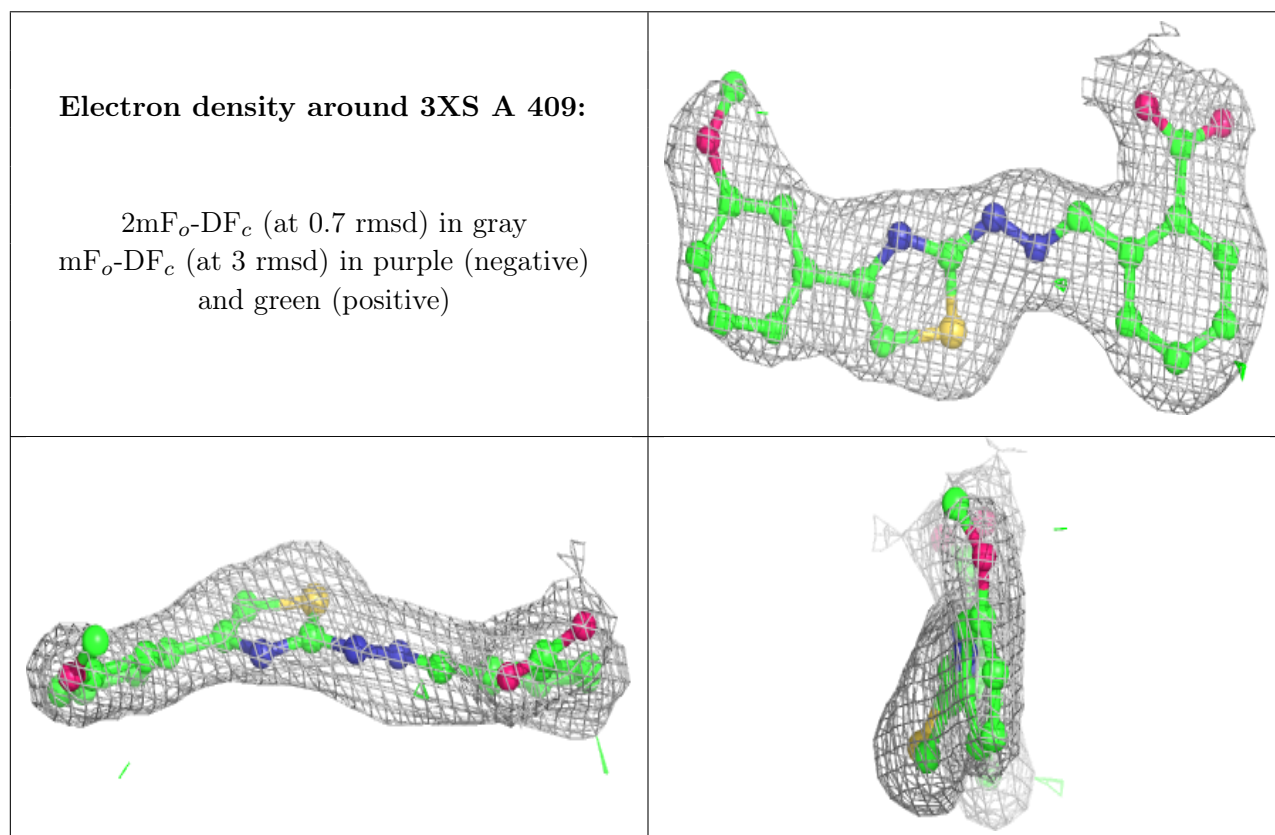 Electron density around 3XS A 409:
2mFo-DFc (at 0.7 rmsd) in gray
mFo-DFc (at 3 rmsd) in purple (negative)
and green (positive)